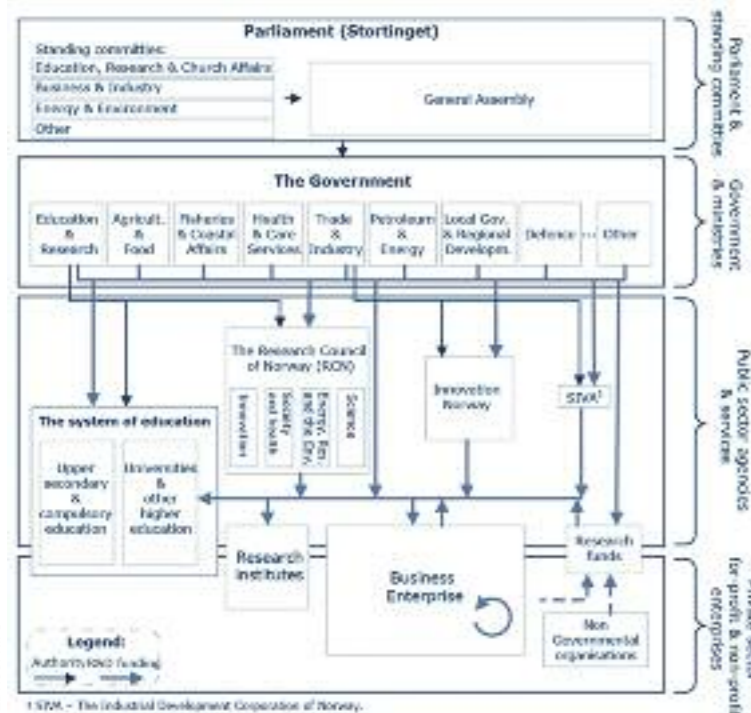 Parliament (Stortinget)
Standing committees:
Education, Research & Church Affairs
Business & Industry
Energy & Environment
Other
General Assembly
Parliament &
standing committees
The Government
Education
&
Research
Agricult.
&
Food
Fisheries
& Coastal
Affairs
Health
& Care
Services
Trade
&
Industry
Petroleum
&
Energy
Local Gov.
& Regional
Developm.
Defence
...
Other
Government
& ministries
The Research Council
of Norway (RCN)
Innovation
Society
and health
Energy, Res.
and the Env.
Science
Innovation
Norway
SIVA¹
Public sector agencies
& services
The system of education
Upper
secondary
&
compulsory
education
Universities
&
other
higher
education
Research
institutes
Business
Enterprise
Research
funds
Non
Governmental
organisations
for-profit & non-profit
enterprises
Legend:
Authority
R&D funding
¹ SIVA – The Industrial Development Corporation of Norway.